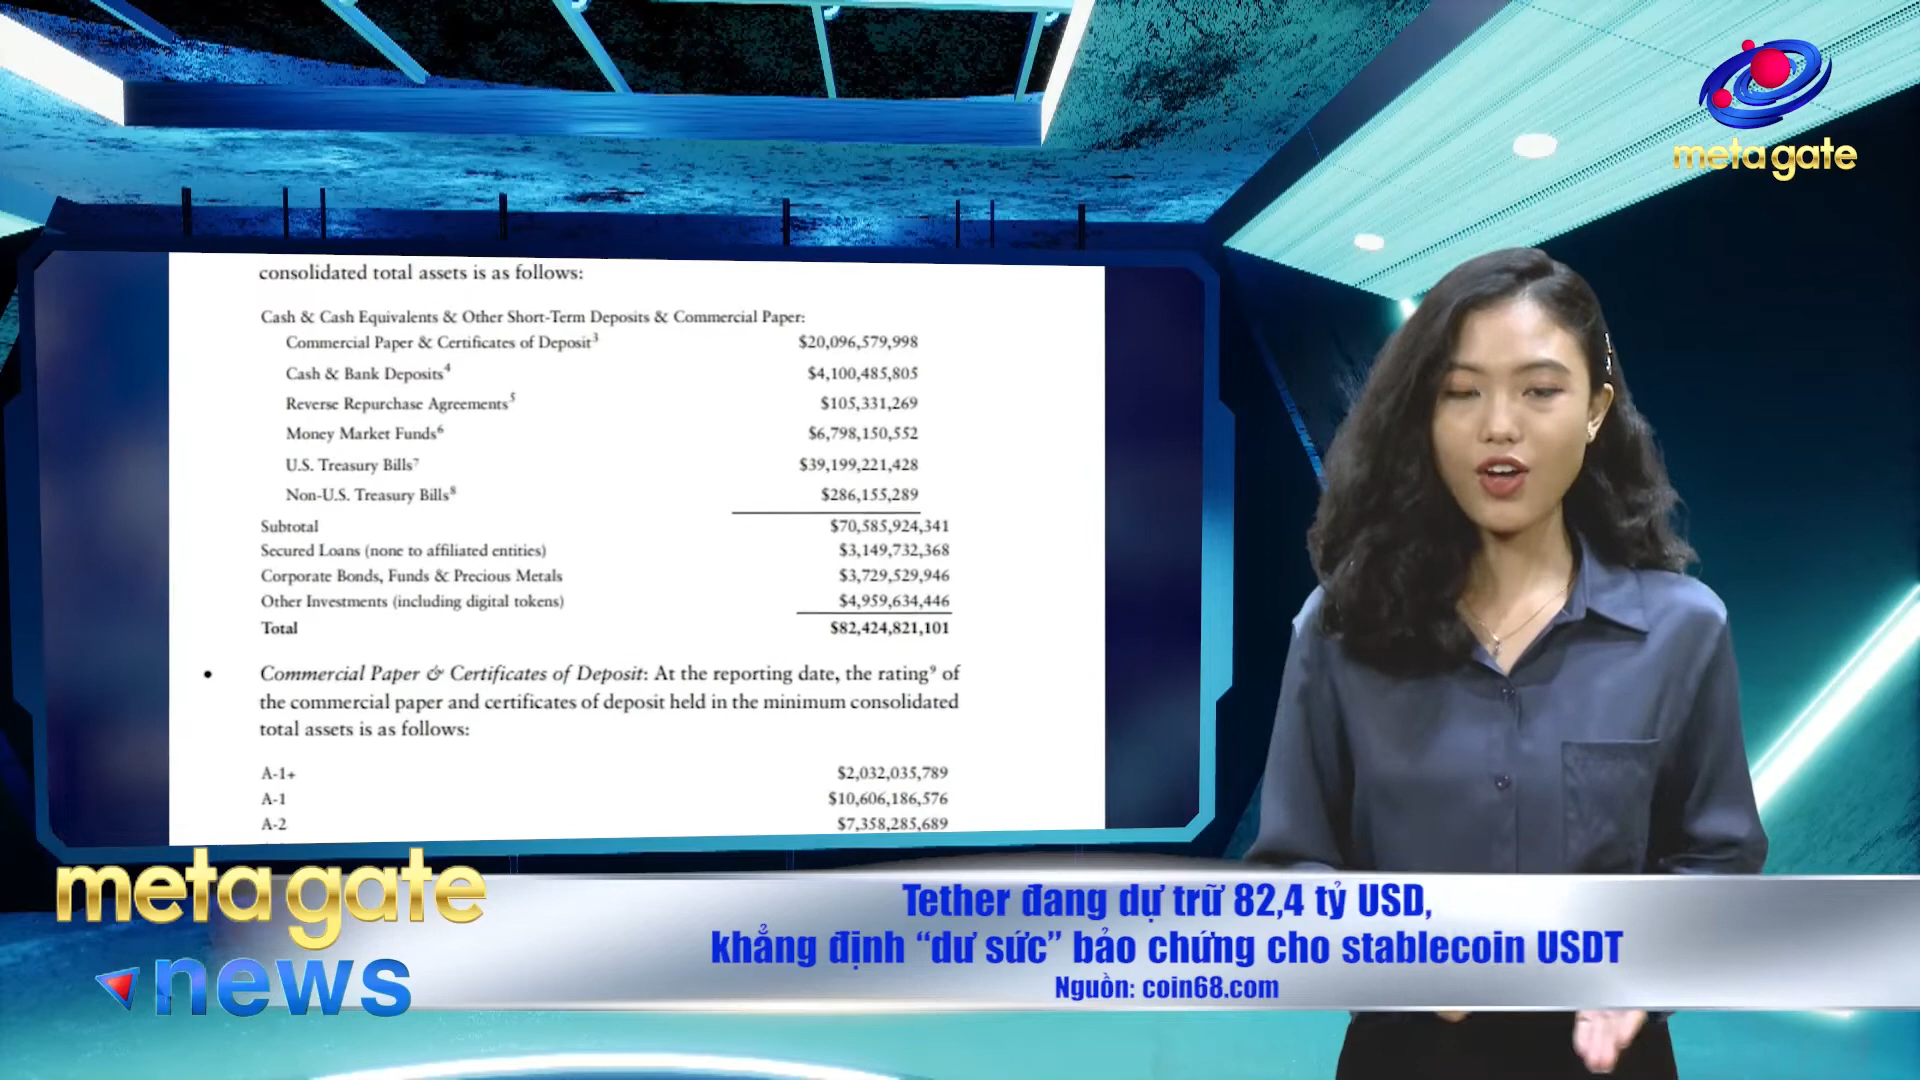 meta gate
consolidated total assets is as follows:
Cash & Cash Equivalents & Other Short-Term Deposits & Commercial Paper:
Commercial Paper & Certificates of Deposit³ $20,096,579,998
Cash & Bank Deposits⁴ $4,100,485,805
Reverse Repurchase Agreements⁵ $105,331,269
Money Market Funds⁶ $6,798,150,552
U.S. Treasury Bills⁷ $39,199,221,428
Non-U.S. Treasury Bills⁸ $286,155,289
Subtotal $70,585,924,341
Secured Loans (none to affiliated entities) $3,149,732,368
Corporate Bonds, Funds & Precious Metals $3,729,529,946
Other Investments (including digital tokens) $4,959,634,446
Total $82,424,821,101
• Commercial Paper & Certificates of Deposit: At the reporting date, the rating⁹ of
the commercial paper and certificates of deposit held in the minimum consolidated
total assets is as follows:
A-1+ $2,032,035,789
A-1 $10,606,186,576
A-2 $7,358,285,689
meta gate
news
Tether đang dự trữ 82,4 tỷ USD,
khẳng định “dư sức” bảo chứng cho stablecoin USDT
Nguồn: coin68.com